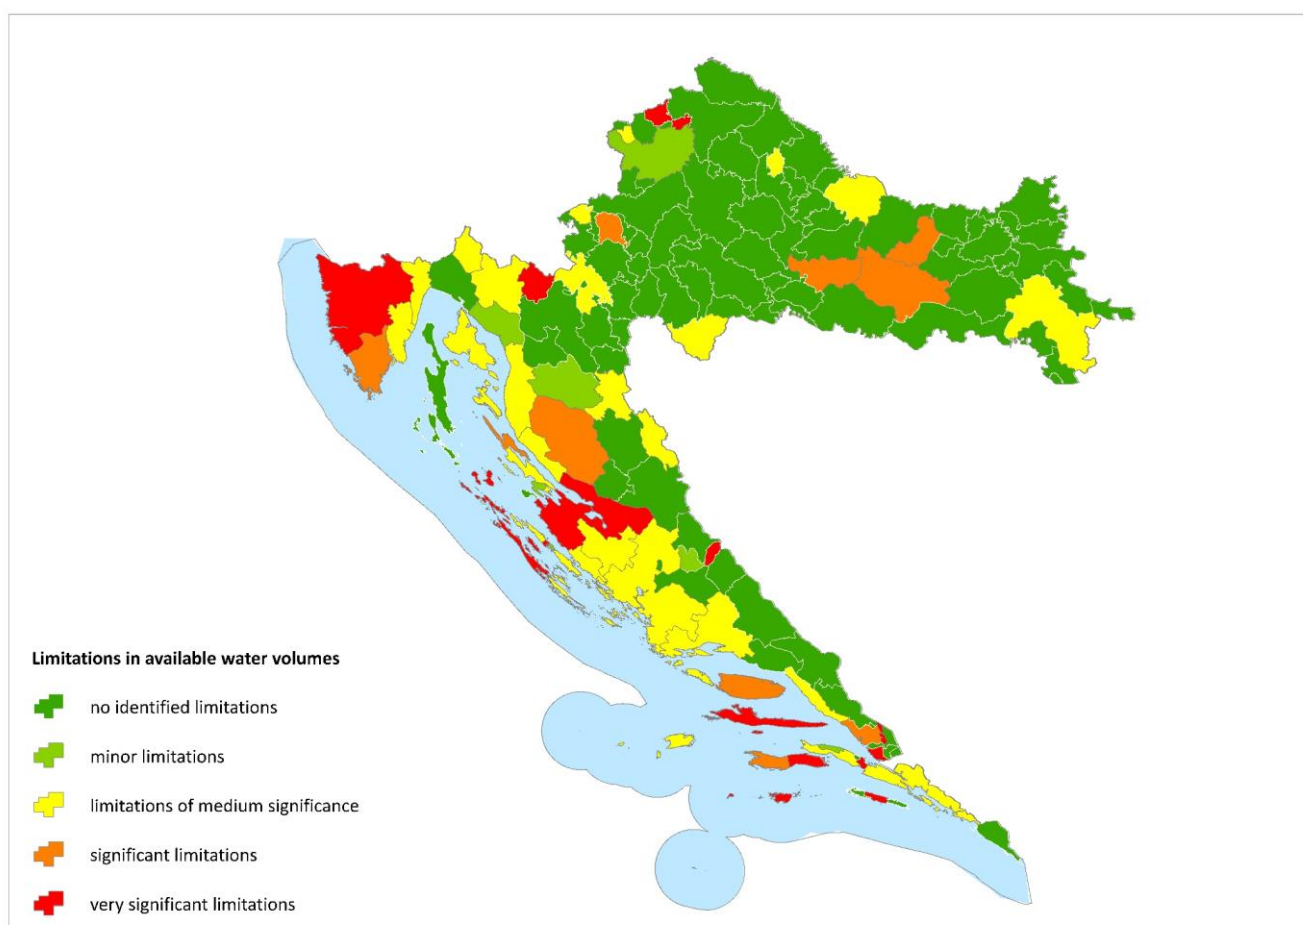 Limitations in available water volumes
no identified limitations
minor limitations
limitations of medium significance
significant limitations
very significant limitations